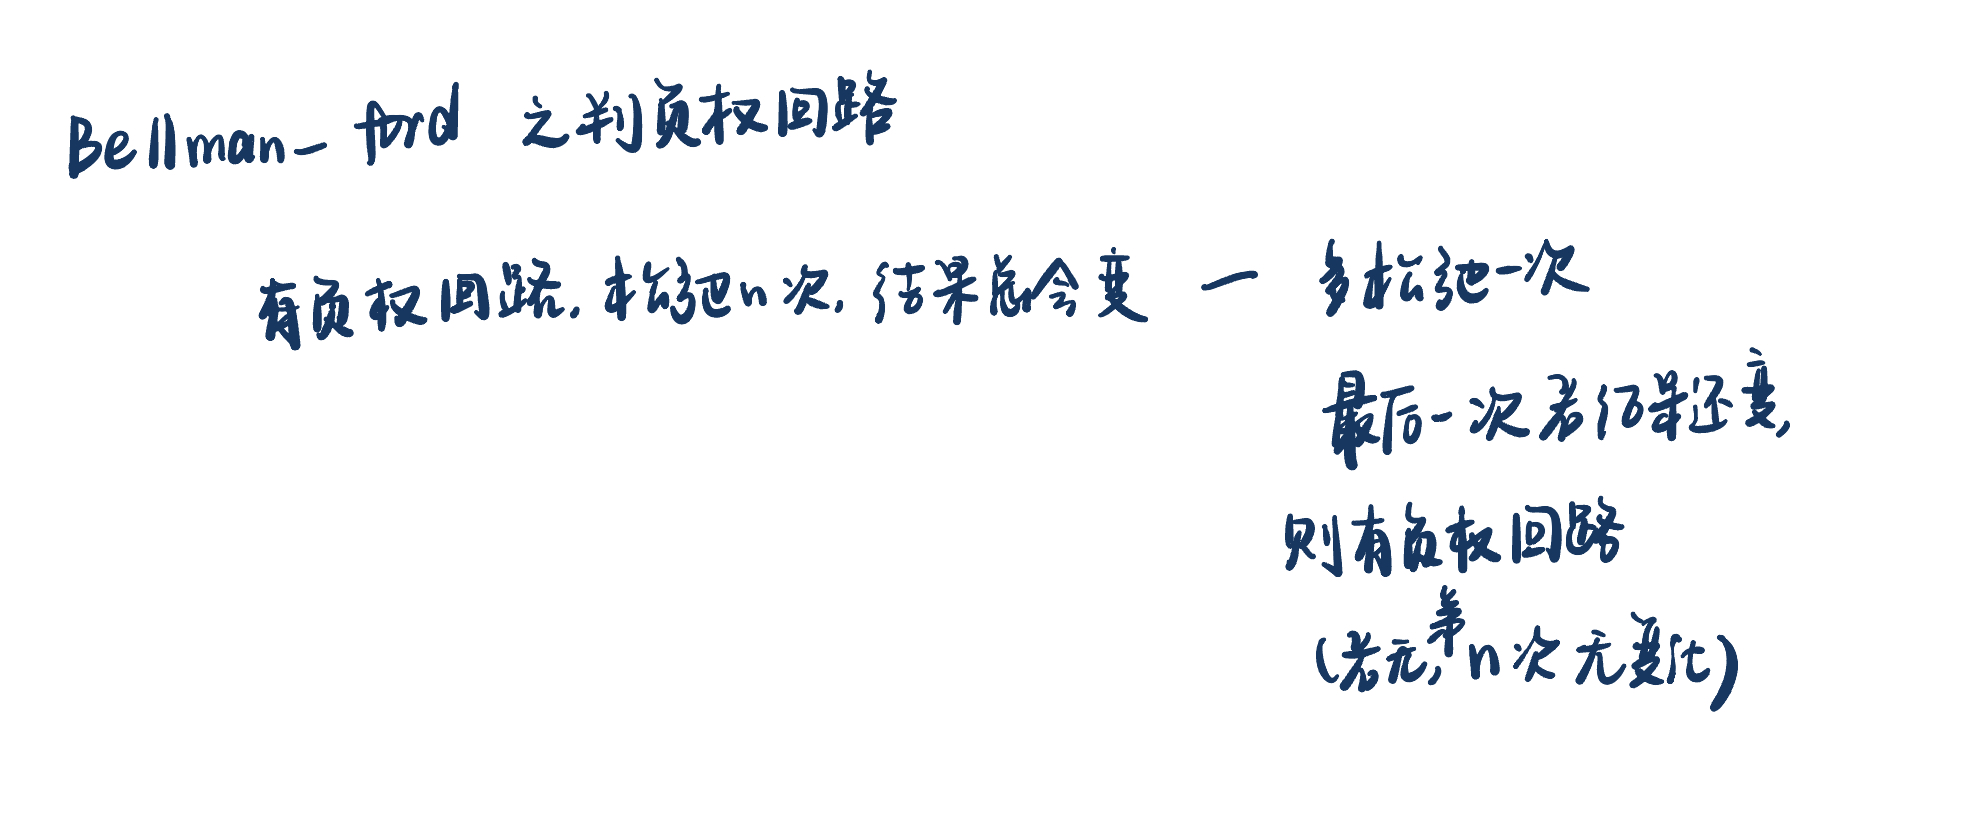 Bellman-ford 之判负权回路
有负权回路,松弛n次,结果总会变 — 多松弛一次
最后一次若结果还变,
则有负权回路
(若无,第n次无变化)